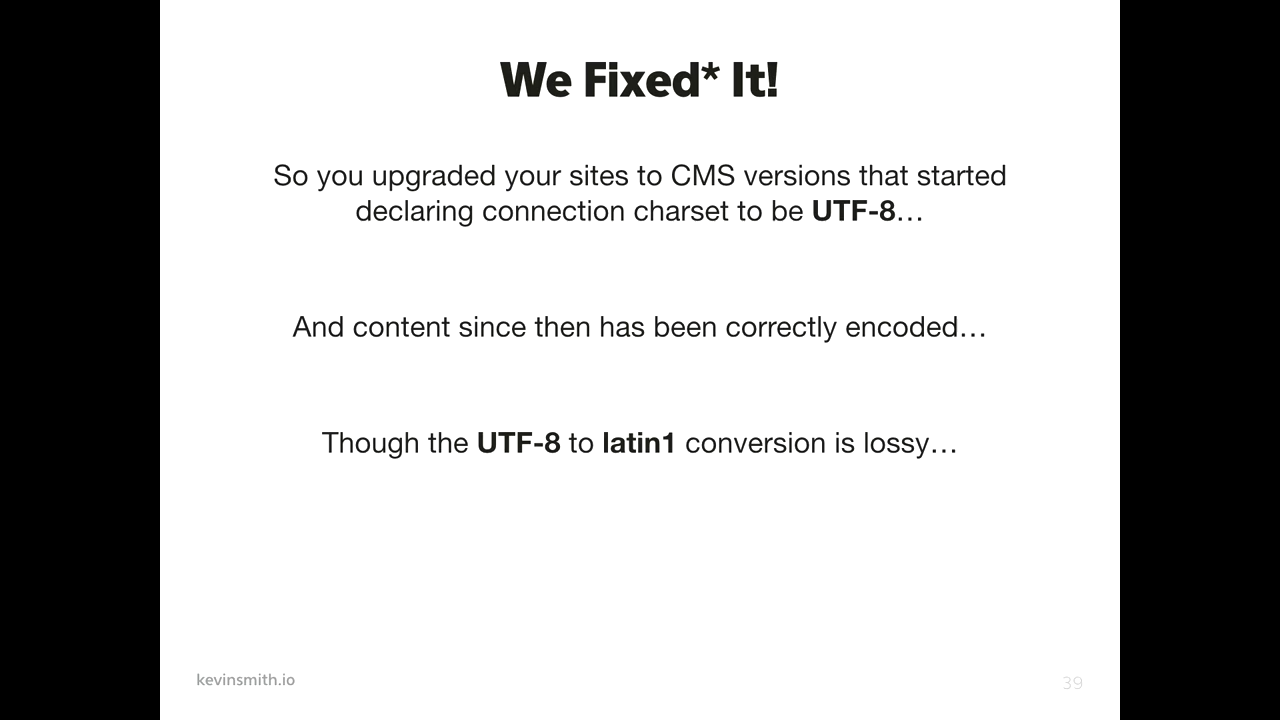 We Fixed* It!
So you upgraded your sites to CMS versions that started
declaring connection charset to be UTF-8…
And content since then has been correctly encoded…
Though the UTF-8 to latin1 conversion is lossy…
kevinsmith.io
39